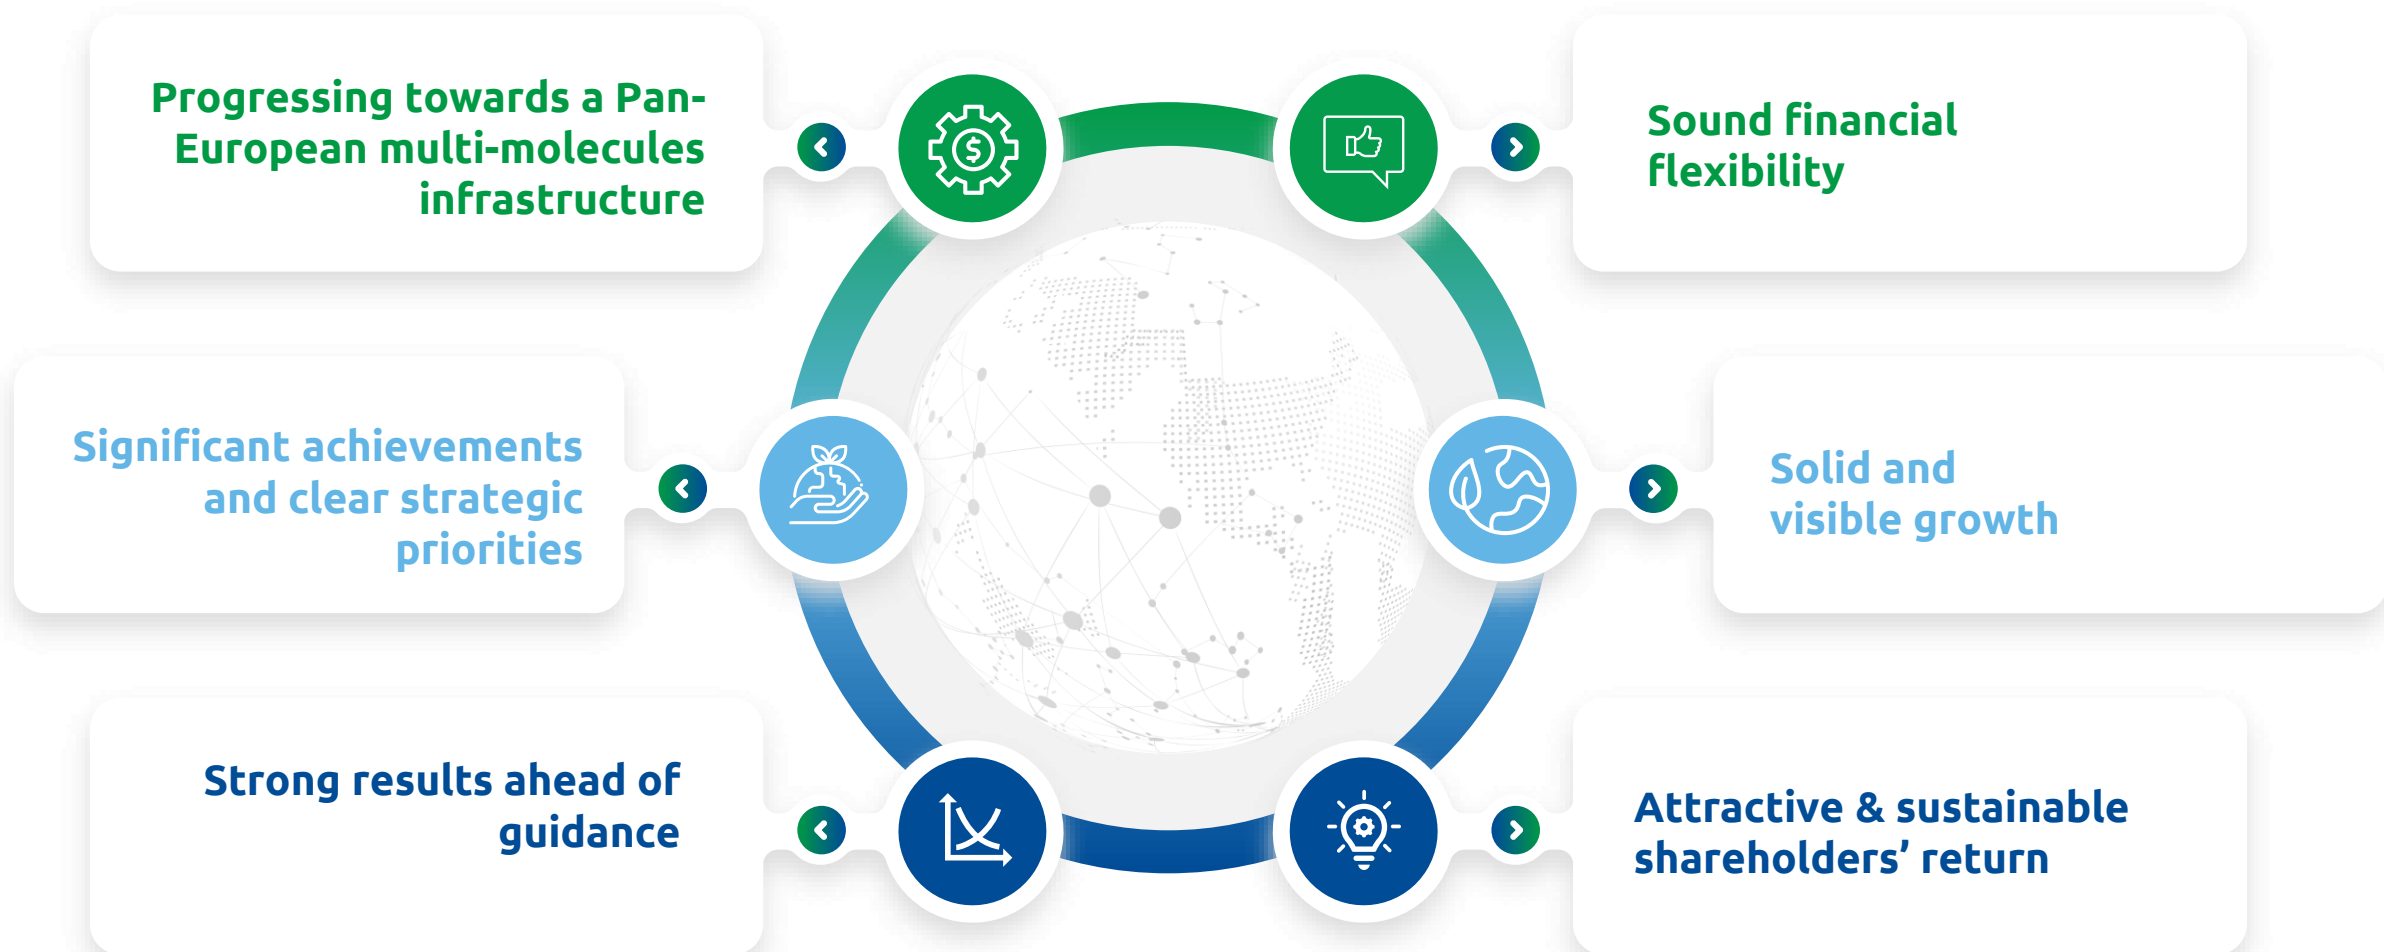 Progressing towards a Pan-
European multi-molecules
infrastructure
Sound financial
flexibility
Significant achievements
and clear strategic
priorities
Solid and
visible growth
Strong results ahead of
guidance
Attractive & sustainable
shareholders’ return